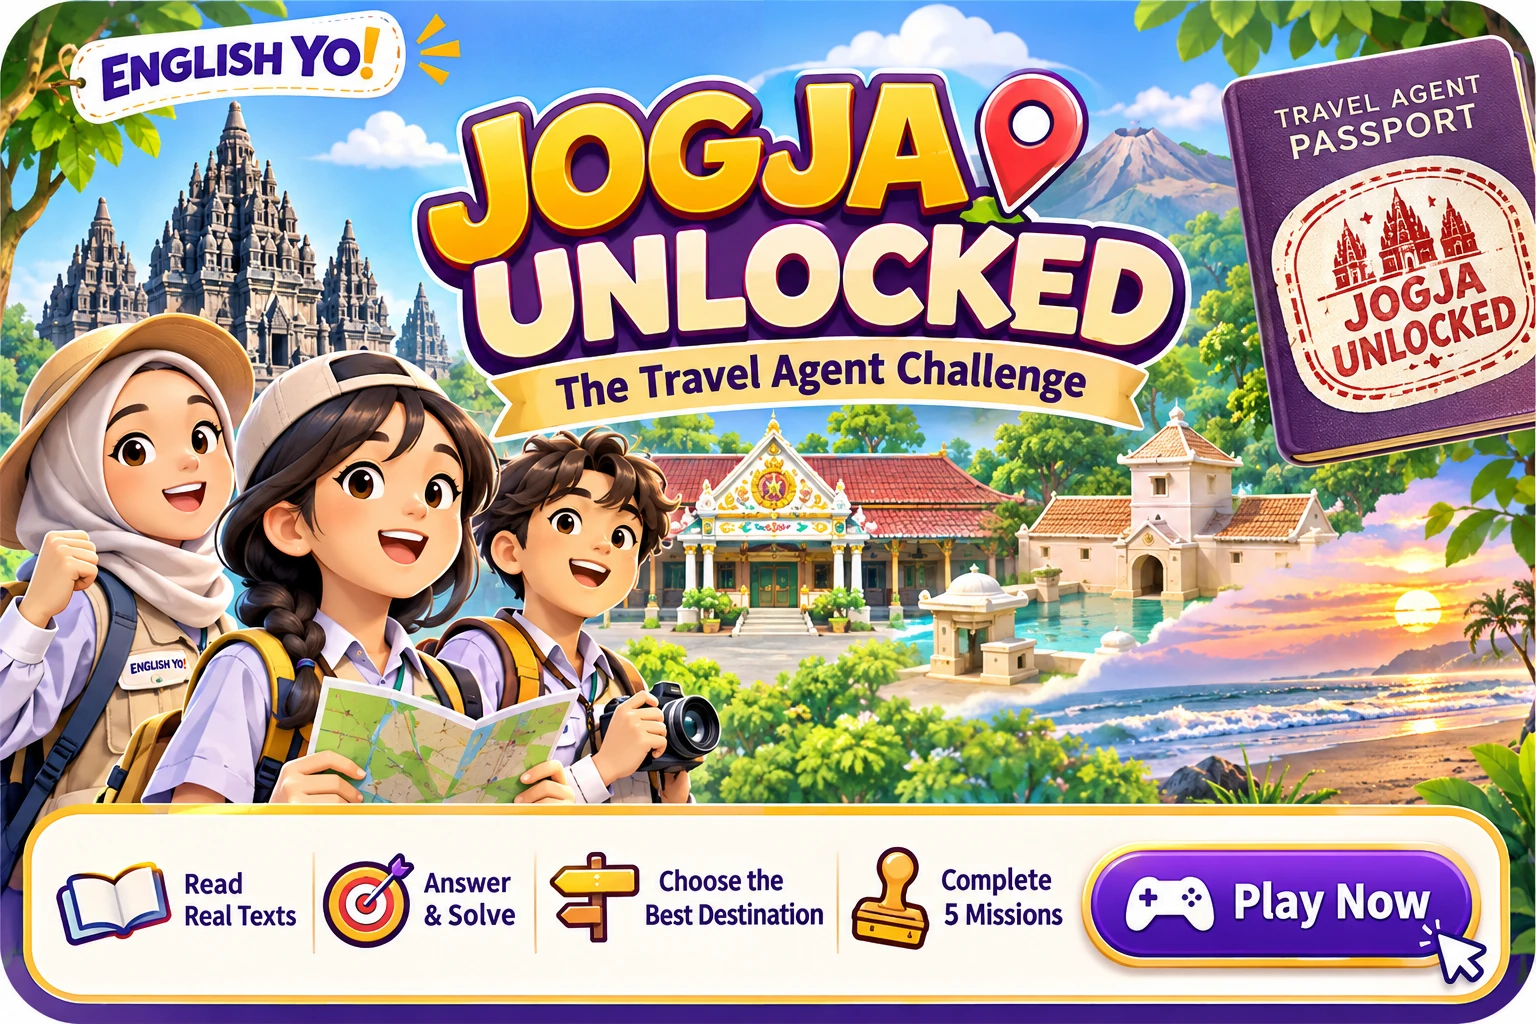 ENGLISH YO!
JOGJA
UNLOCKED
The Travel Agent Challenge
TRAVEL AGENT
PASSPORT
JOGJA
UNLOCKED
ENGLISH YO!
Read
Real Texts
Answer
& Solve
Choose the
Best Destination
Complete
5 Missions
Play Now